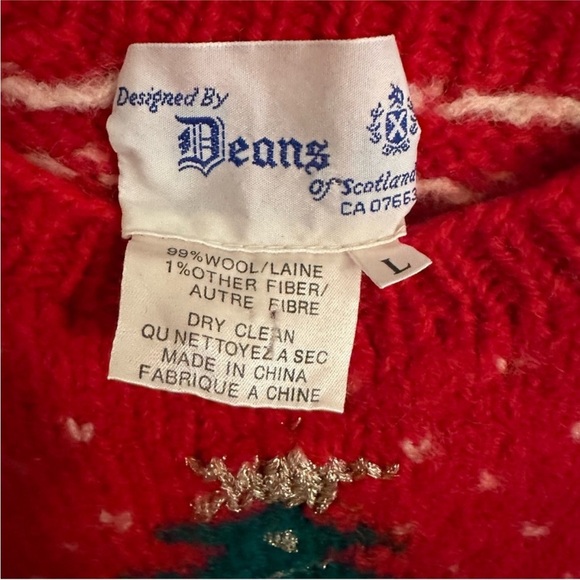 Designed By
Deans
of Scotland
CA 07663
L
99% WOOL/LAINE
1% OTHER FIBER/
AUTRE FIBRE
DRY CLEAN
QU NETTOYEZ A SEC
MADE IN CHINA
FABRIQUE A CHINE